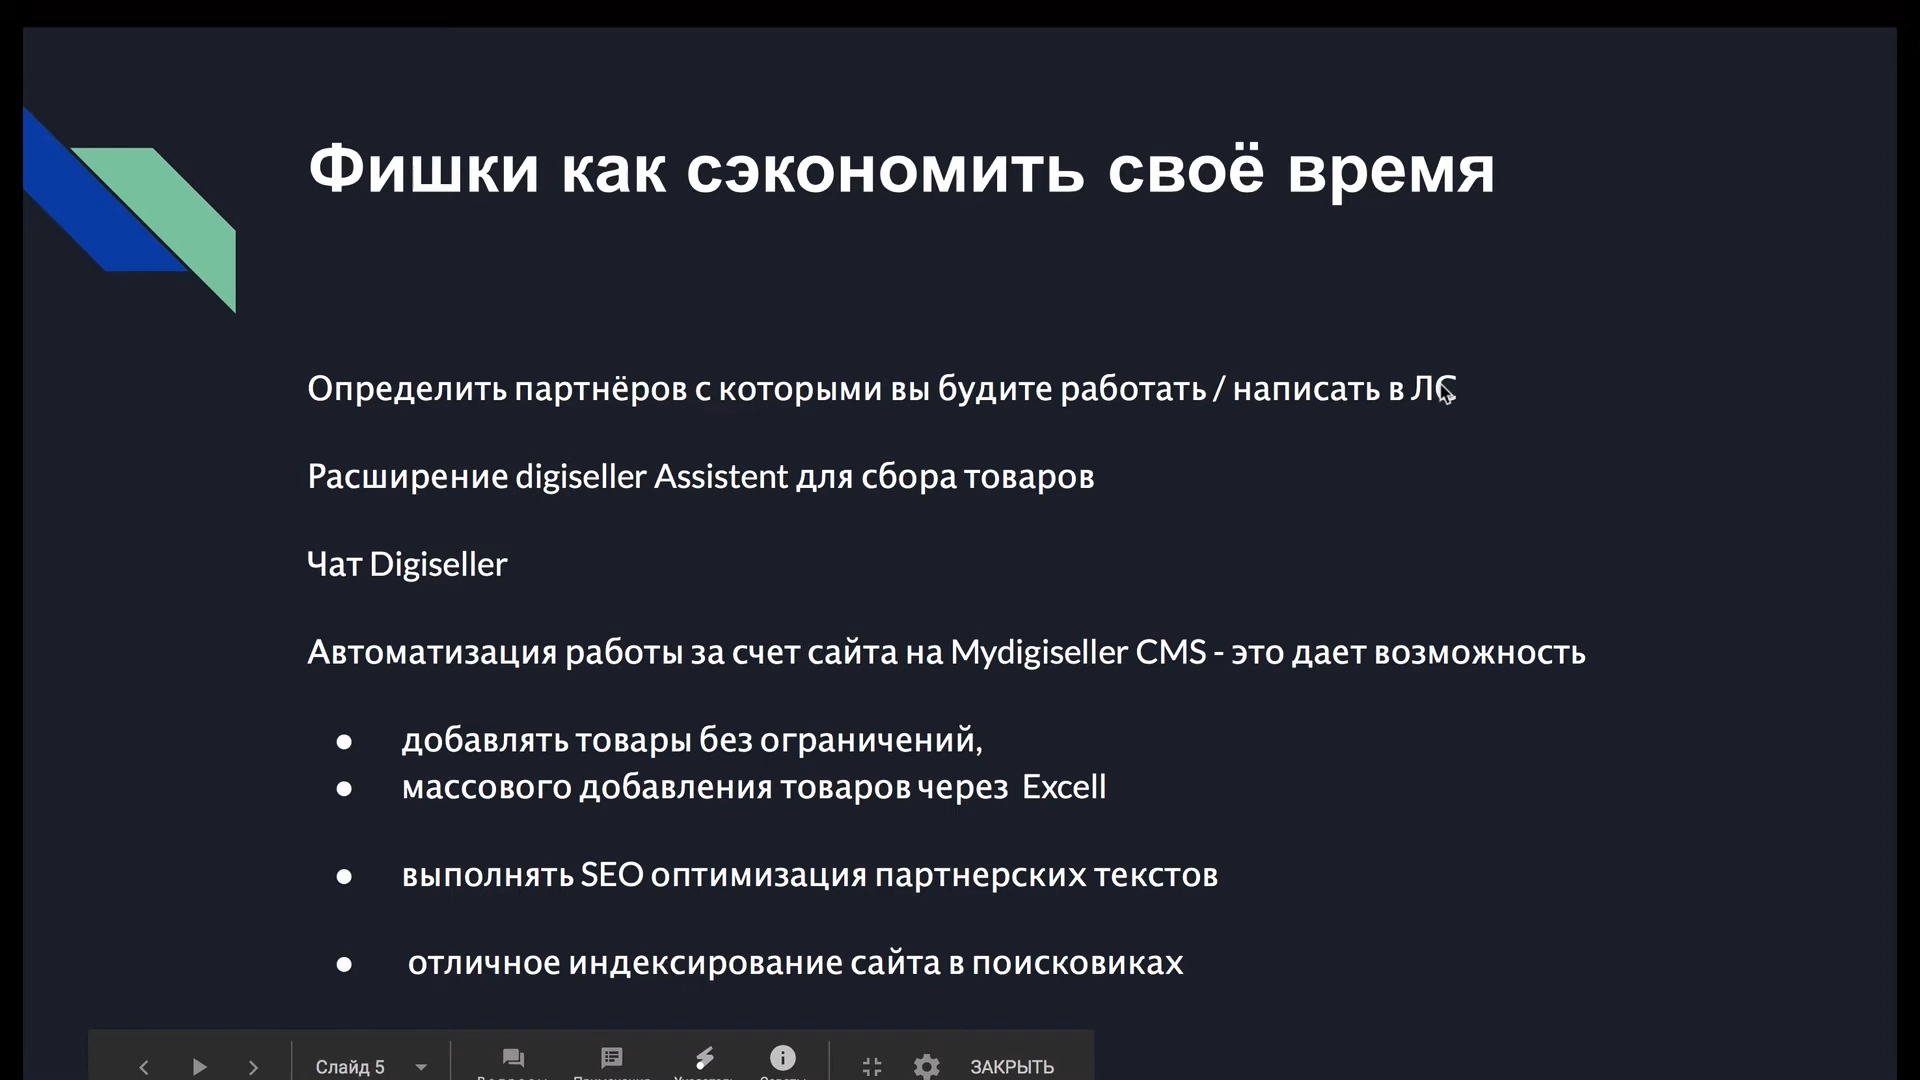 Фишки как сэкономить своё время
Определить партнёров с которыми вы будите работать / написать в ЛС
Расширение digiseller Assistent для сбора товаров
Чат Digiseller
Автоматизация работы за счет сайта на Mydigiseller CMS - это дает возможность
● добавлять товары без ограничений,
● массового добавления товаров через Excell
● выполнять SEO оптимизация партнерских текстов
● отличное индексирование сайта в поисковиках
Слайд 5 ЗАКРЫТЬ